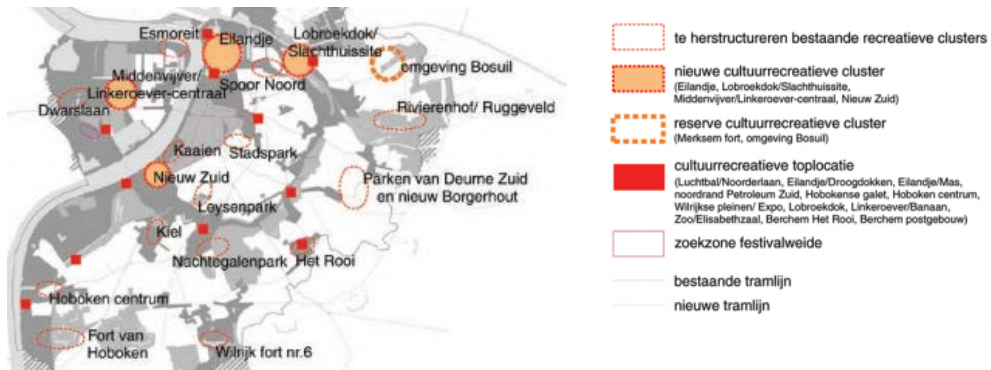 Esmoreit
Eilandje
Lobroekdok/
Slachthuissite
omgeving Bosuil
Middenvijver/
Linkeroever-centraal
Spoor Noord
Dwarslaan
Rivierenhof/ Ruggeveld
Kaaien
Stadspark
Nieuw Zuid
Parken van Deurne Zuid
en nieuw Borgerhout
Leysenpark
Kiel
Nachtegalenpark
Het Rooi
Hoboken centrum
Fort van
Hoboken
Wilrijk fort nr.6
te herstructureren bestaande recreatieve clusters
nieuwe cultuurrecreatieve cluster
(Eilandje, Lobroekdok/Slachthuissite,
Middenvijver/Linkeroever-centraal, Nieuw Zuid)
reserve cultuurrecreatieve cluster
(Merksem fort, omgeving Bosuil)
cultuurrecreatieve toplocatie
(Luchtbal/Noorderlaan, Eilandje/Droogdokken, Eilandje/Mas,
noordrand Petroleum Zuid, Hobokense galet, Hoboken centrum,
Wilrijkse pleinen/ Expo, Lobroekdok, Linkeroever/Banaan,
Zoo/Elisabethzaal, Berchem Het Rooi, Berchem postgebouw)
zoekzone festivalweide
bestaande tramlijn
nieuwe tramlijn